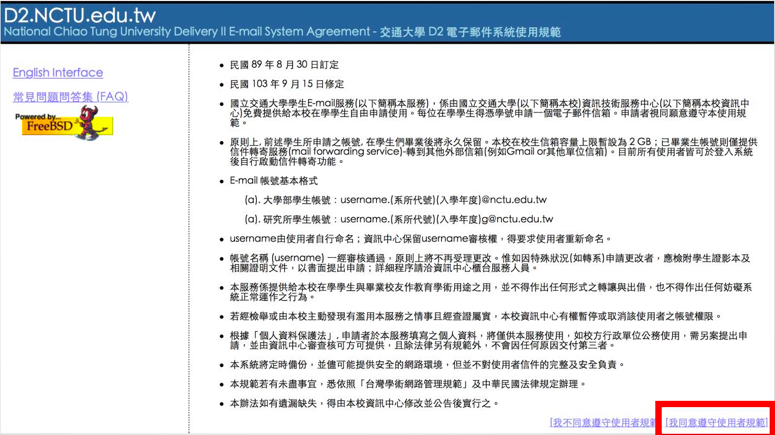 D2.NCTU.edu.tw
National Chiao Tung University Delivery II E-mail System Agreement - 交通大學 D2 電子郵件系統使用規範
English Interface
常見問題問答集 (FAQ)
Powered by...
FreeBSD
• 民國 89 年 8 月 30 日訂定
• 民國 103 年 9 月 15 日修定
• 國立交通大學學生E-mail服務(以下簡稱本服務)，係由國立交通大學(以下簡稱本校)資訊技術服務中心(以下簡稱本校資訊中
心)免費提供給本校在學學生自由申請使用。每位在學學生得憑學號申請一個電子郵件信箱。申請者視同願意遵守本使用規
範。
• 原則上, 前述學生所申請之帳號, 在學生們畢業後將永久保留。本校在校生信箱容量上限暫設為 2 GB；已畢業生帳號則僅提供
信件轉寄服務(mail forwarding service)-轉到其他外部信箱(例如Gmail or其他單位信箱)。目前所有使用者皆可於登入系統
後自行啟動信件轉寄功能。
• E-mail 帳號基本格式
(a). 大學部學生帳號：username.(系所代號)(入學年度)@nctu.edu.tw
(a). 研究所學生帳號：username.(系所代號)(入學年度)g@nctu.edu.tw
• username由使用者自行命名；資訊中心保留username審核權，得要求使用者重新命名。
• 帳號名稱 (username) 一經審核通過，原則上將不再受理更改。惟如因特殊狀況(如轉系)申請更改者，應檢附學生證影本及
相關證明文件，以書面提出申請；詳細程序請洽資訊中心櫃台服務人員。
• 本服務係提供給本校在學學生與畢業校友作教育學術用途之用，並不得作出任何形式之轉讓與出借，也不得作出任何妨礙系
統正常運作之行為。
• 若經檢舉或由本校主動發現有濫用本服務之情事且經查證屬實，本校資訊中心有權暫停或取消該使用者之帳號權限。
• 根據「個人資料保護法」, 申請者於本服務填寫之個人資料，將僅供本服務使用，如校方行政單位公務使用，需另案提出申
請，並由資訊中心審查核可方可提供，且除法律另有規範外，不會因任何原因交付第三者。
• 本系統將定時備份，並儘可能提供安全的網路環境，但並不對使用者信件的完整及安全負責。
• 本規範若有未盡事宜，悉依照「台灣學術網路管理規範」及中華民國法律規定辦理。
• 本辦法如有遺漏缺失，得由本校資訊中心修改並公告後實行之。
[我不同意遵守使用者規範 [我同意遵守使用者規範]